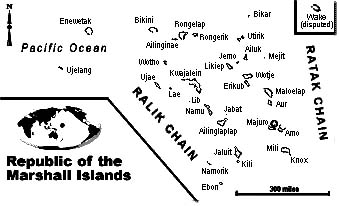 N
Pacific Ocean
Enewetak
Ujelang
Bikini
Ailinginae
Rongelap
Rongerik
Bikar
Utirik
Wake
(disputed)
Wotho
Ujae
Kwajalein
Lae
Lib
Namu
Likiep
Jemo
Ailuk
Mejit
Wotje
Erikub
Maloelap
Aur
Jabat
Ailinglaplap
Majuro
Arno
Jaluit
Kili
Mili
Knox
Namorik
Ebon
RALIK CHAIN
RATAK CHAIN
Republic of the
Marshall Islands
300 miles